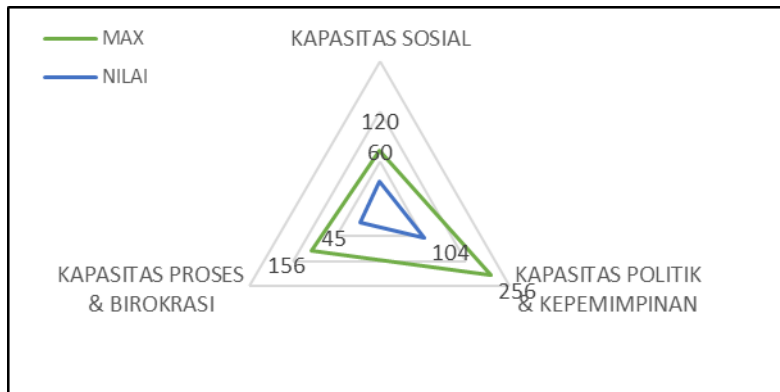 MAX
NILAI
KAPASITAS SOSIAL
120
60
45
104
156
256
KAPASITAS PROSES
& BIROKRASI
KAPASITAS POLITIK
& KEPEMIMPINAN